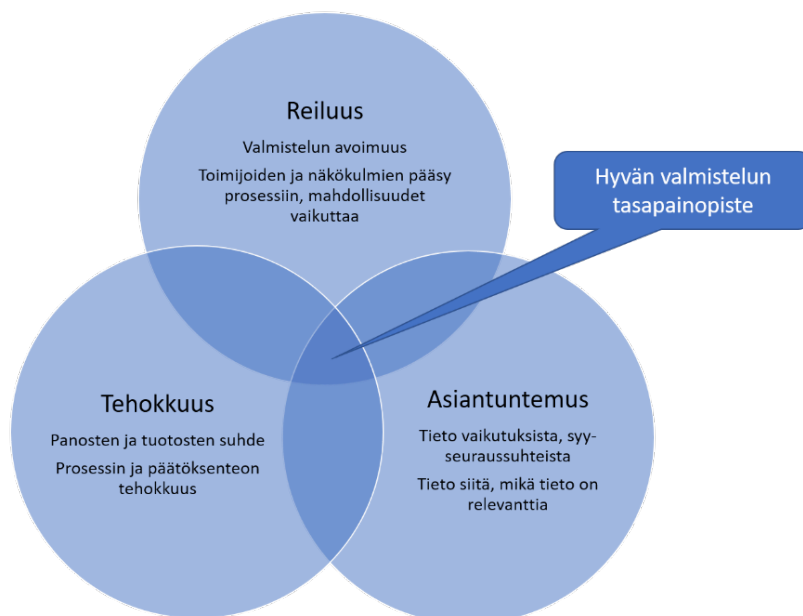 Reiluus
Valmistelun avoimuus
Toimijoiden ja näkökulmien pääsy
prosessiin, mahdollisuudet
vaikuttaa
Hyvän valmistelun
tasapainopiste
Tehokkuus
Panosten ja tuotosten suhde
Prosessin ja päätöksenteon
tehokkuus
Asiantuntemus
Tieto vaikutuksista, syy-
seuraussuhteista
Tieto siitä, mikä tieto on
relevanttia